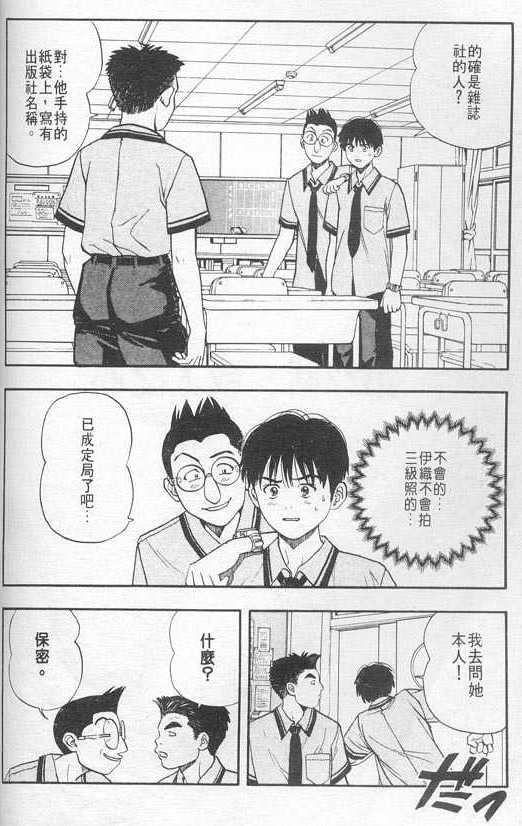 的確是雜誌
社的人?
對…他手持的
紙袋上,寫有
出版社名稱。
不會的…
伊織不會拍
三級照的…
已成定局了吧…
我去問她
本人!
ダッ
什麼?
保密。